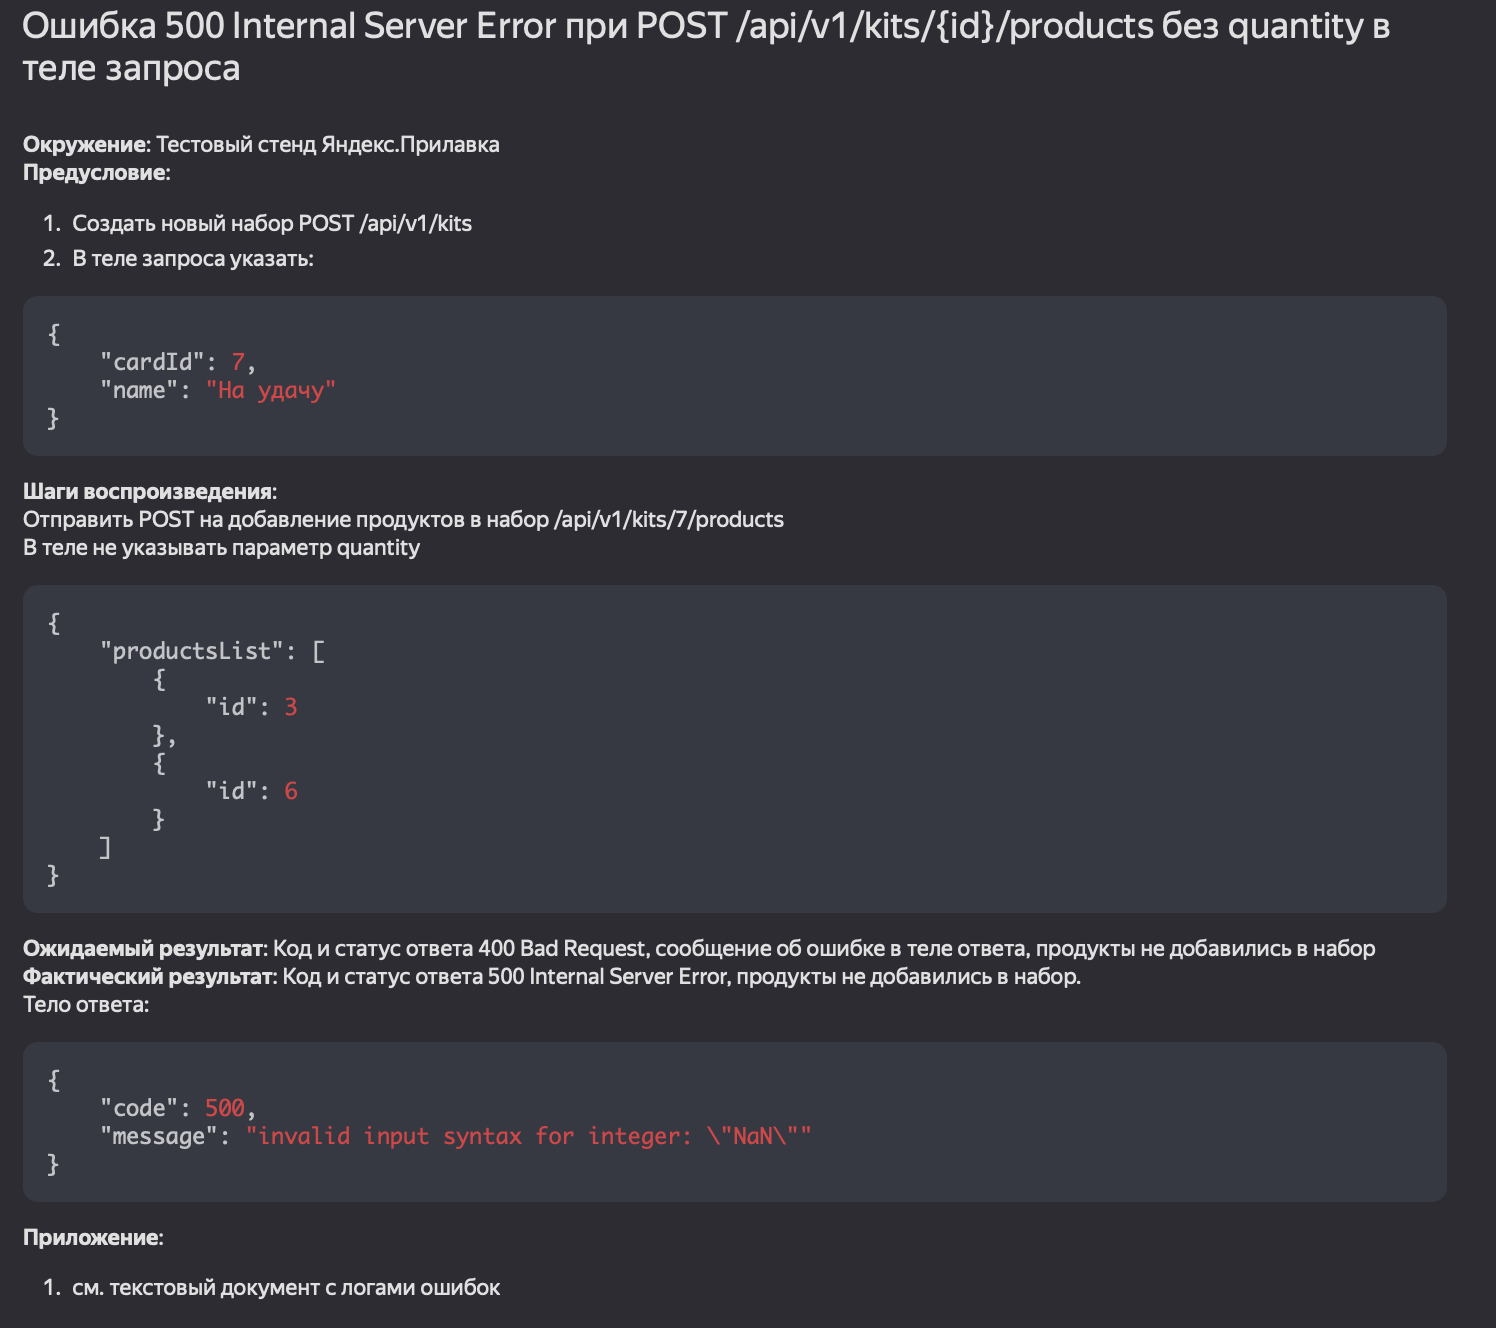 Ошибка 500 Internal Server Error при POST /api/v1/kits/{id}/products без quantity в
теле запроса
Окружение: Тестовый стенд Яндекс.Прилавка
Предусловие:
1. Создать новый набор POST /api/v1/kits
2. В теле запроса указать:
{
    "cardId": 7,
    "name": "На удачу"
}
Шаги воспроизведения:
Отправить POST на добавление продуктов в набор /api/v1/kits/7/products
В теле не указывать параметр quantity
{
    "productsList": [
        {
            "id": 3
        },
        {
            "id": 6
        }
    ]
}
Ожидаемый результат: Код и статус ответа 400 Bad Request, сообщение об ошибке в теле ответа, продукты не добавились в набор
Фактический результат: Код и статус ответа 500 Internal Server Error, продукты не добавились в набор.
Тело ответа:
{
    "code": 500,
    "message": "invalid input syntax for integer: \"NaN\""
}
Приложение:
1. см. текстовый документ с логами ошибок